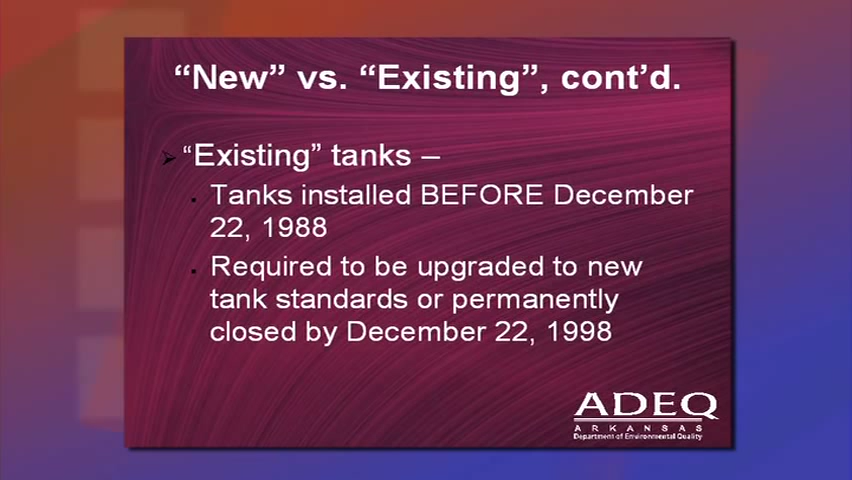 “New” vs. “Existing”, cont’d.
“Existing” tanks –
Tanks installed BEFORE December
22, 1988
Required to be upgraded to new
tank standards or permanently
closed by December 22, 1998
ADEQ
ARKANSAS
Department of Environmental Quality